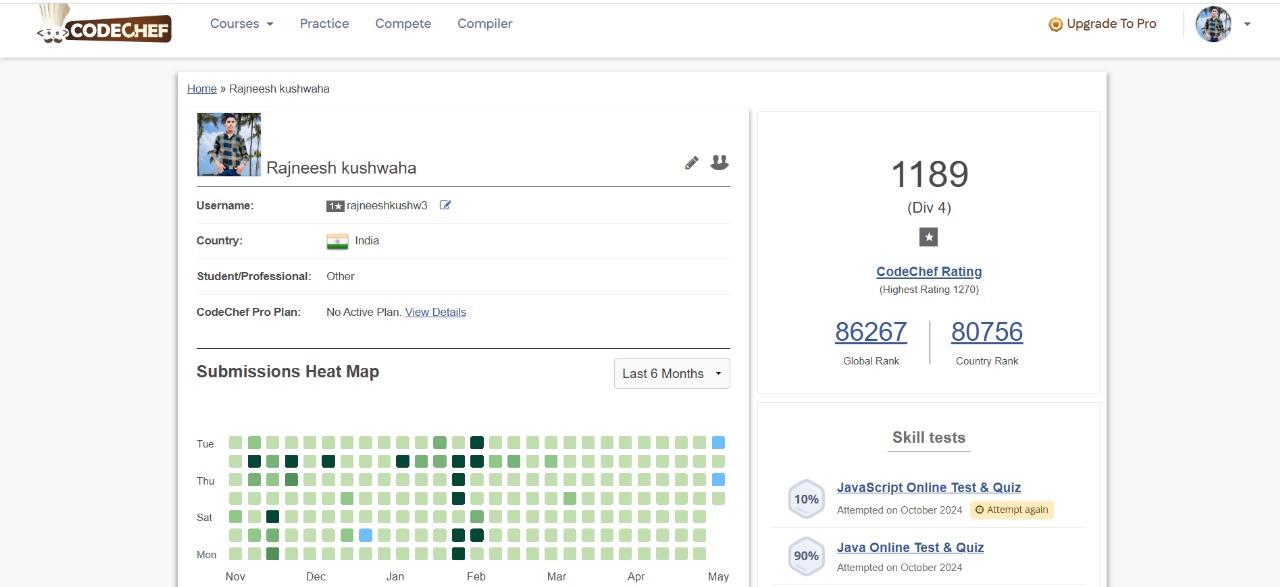 CODECHEF
Courses
Practice
Compete
Compiler
Upgrade To Pro
Home » Rajneesh kushwaha
Rajneesh kushwaha
Username: 1★ rajneeshkushw3
Country: India
Student/Professional: Other
CodeChef Pro Plan: No Active Plan. View Details
Submissions Heat Map
Last 6 Months
Tue
Thu
Sat
Mon
Nov Dec Jan Feb Mar Apr May
1189
(Div 4)
★
CodeChef Rating
(Highest Rating 1270)
86267
Global Rank
80756
Country Rank
Skill tests
10%
JavaScript Online Test & Quiz
Attempted on October 2024 Attempt again
90%
Java Online Test & Quiz
Attempted on October 2024